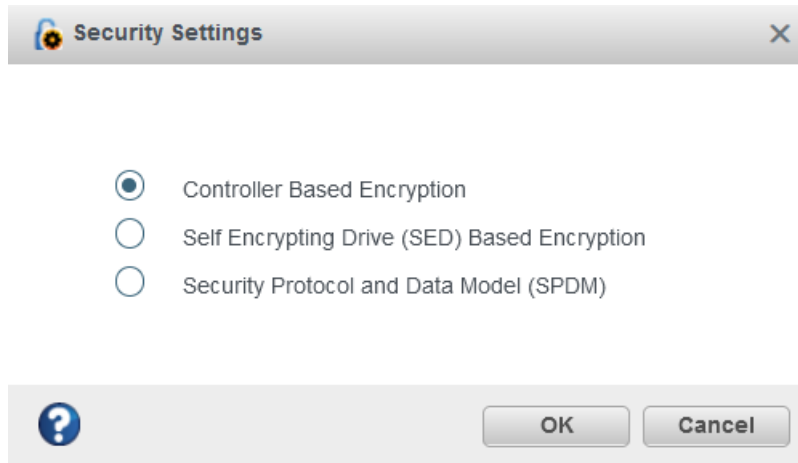 Security Settings
Controller Based Encryption
Self Encrypting Drive (SED) Based Encryption
Security Protocol and Data Model (SPDM)
?
OK Cancel